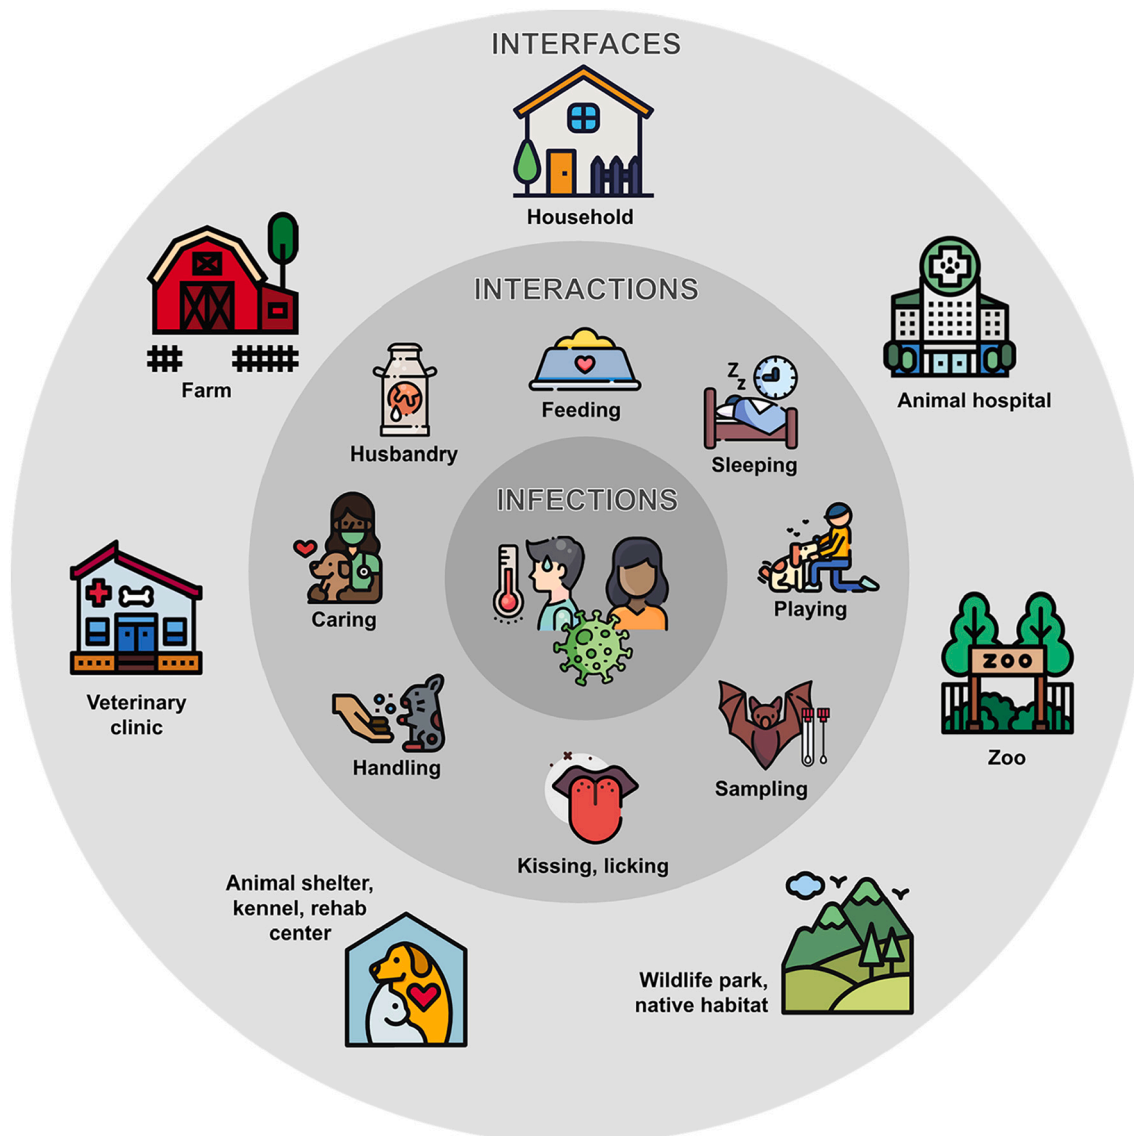 INTERFACES
Household
Farm
Animal hospital
Veterinary
clinic
Zoo
ZOO
Animal shelter,
kennel, rehab
center
Wildlife park,
native habitat
INTERACTIONS
Husbandry
Feeding
Zz
Sleeping
Caring
Playing
Handling
Sampling
Kissing, licking
INFECTIONS